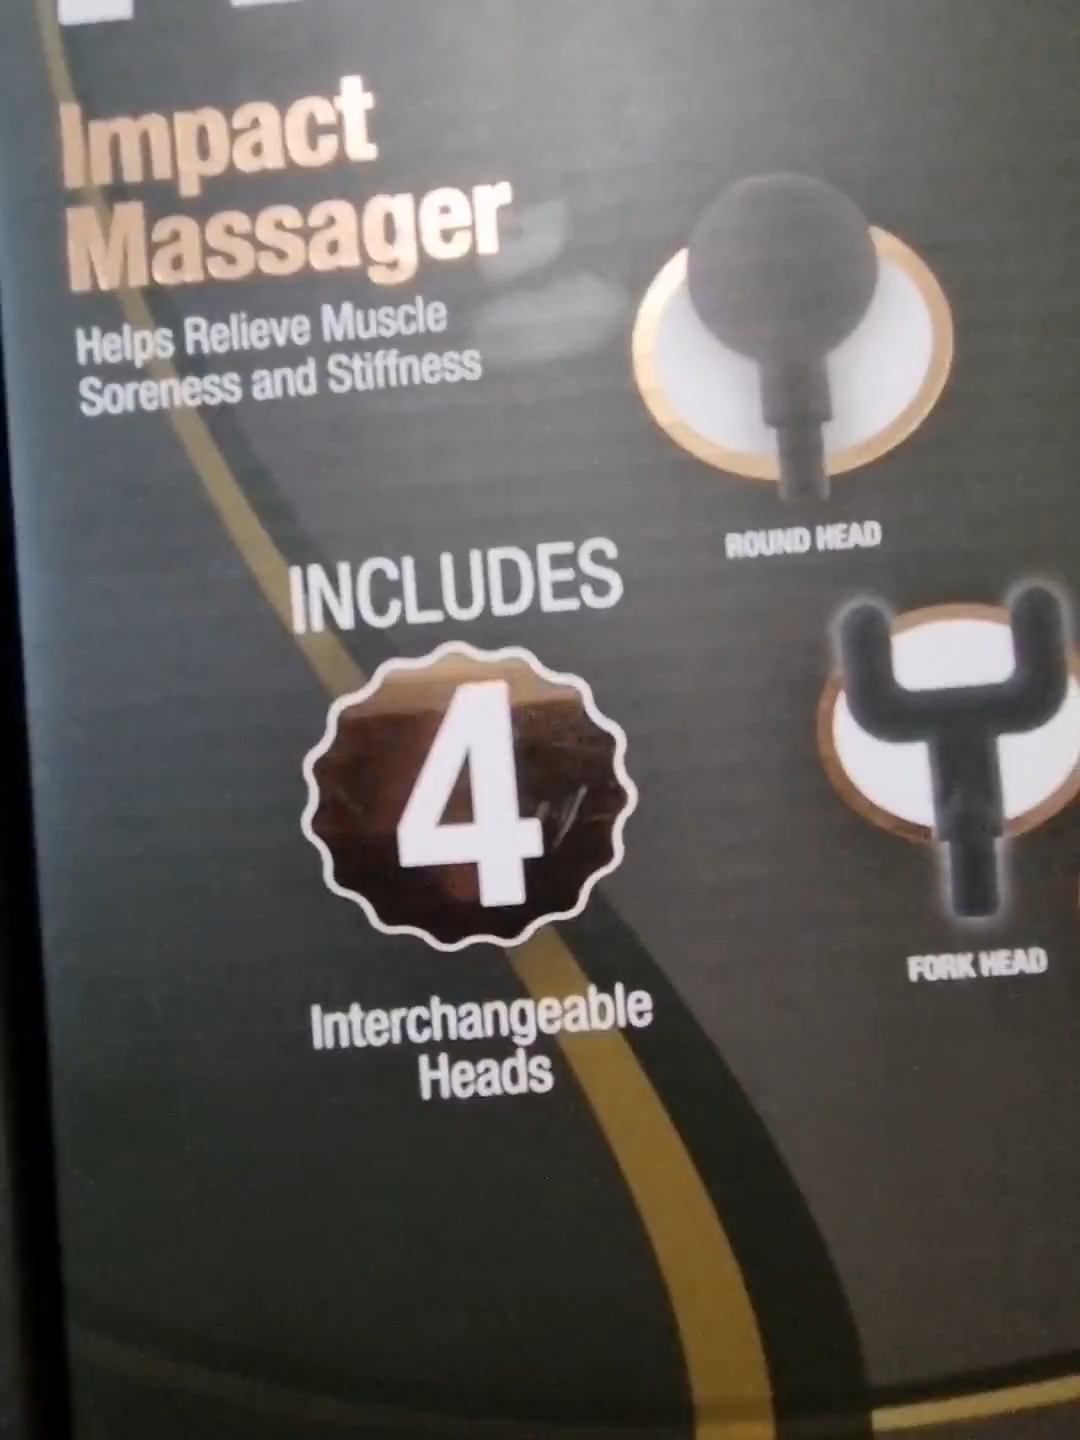 Impact
Massager
Helps Relieve Muscle
Soreness and Stiffness
ROUND HEAD
INCLUDES
4
Interchangeable
Heads
FORK HEAD